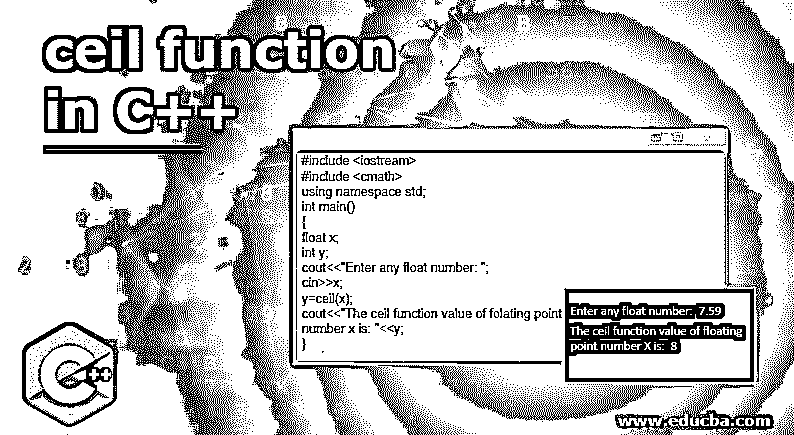 ceil function
in C++
#include <iostream>
#include <cmath>
using namespace std;
int main()
{
float x;
int y;
cout<<"Enter any float number: ";
cin>>x;
y=ceil(x);
cout<<"The ceil function value of folating point
number x is: "<<y;
}
Enter any float number: 7.59
The ceil function value of floating
point number X is: 8
C++
www.educba.com